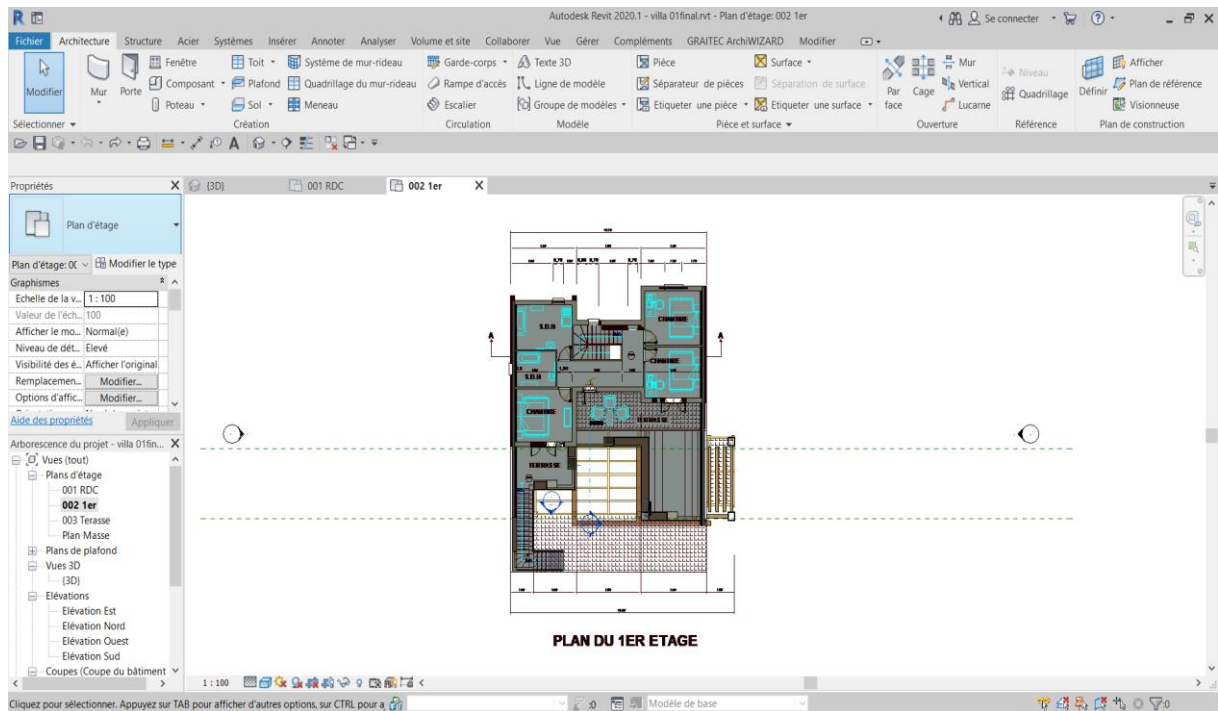 Autodesk Revit 2020.1 - villa 01final.rvt - Plan d'étage: 002 1er
Se connecter
Fichier Architecture Structure Acier Systèmes Insérer Annoter Analyser Volume et site Collaborer Vue Gérer Compléments GRAITEC ArchiWIZARD Modifier
Modifier
Mur
Porte
Fenêtre
Composant
Poteau
Toit
Plafond
Sol
Système de mur-rideau
Quadrillage du mur-rideau
Meneau
Garde-corps
Rampe d'accès
Escalier
Texte 3D
Ligne de modèle
Groupe de modèles
Pièce
Séparateur de pièces
Etiqueter une pièce
Surface
Séparation de surface
Etiqueter une surface
Par face
Cage
Mur
Vertical
Lucarne
Niveau
Quadrillage
Définir
Afficher
Plan de référence
Visionneuse
Sélectionner Création Circulation Modèle Pièce et surface Ouverture Référence Plan de construction
Propriétés X
{3D} 001 RDC 002 1er X
Plan d'étage
Plan d'étage: 0( Modifier le type
Graphismes
Echelle de la v... 1 : 100
Valeur de l'éch... 100
Afficher le mo... Normal(e)
Niveau de dét... Elevé
Visibilité des é... Afficher l'original
Remplacemen... Modifier...
Options d'affic... Modifier...
Aide des propriétés Appliquer
Arborescence du projet - villa 01fin... X
Vues (tout)
Plans d'étage
001 RDC
002 1er
003 Terasse
Plan Masse
Plans de plafond
Vues 3D
{3D}
Elévations
Elévation Est
Elévation Nord
Elévation Ouest
Elévation Sud
Coupes (Coupe du bâtiment
A
A
S.D.B
CHAMBRE
CHAMBRE
S.D.B
CHAMBRE
TERRASSE
TERRASSE
PLAN DU 1ER ETAGE
1 : 100
Cliquez pour sélectionner. Appuyez sur TAB pour afficher d'autres options, sur CTRL pour a
:0
Modèle de base
:0